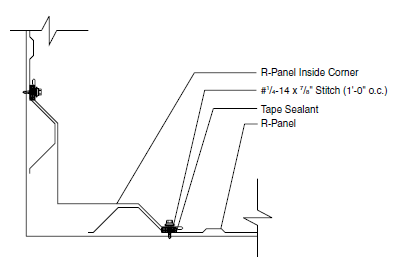 R-Panel Inside Corner
#¹/₄-14 x ⁷/₈" Stitch (1'-0" o.c.)
Tape Sealant
R-Panel